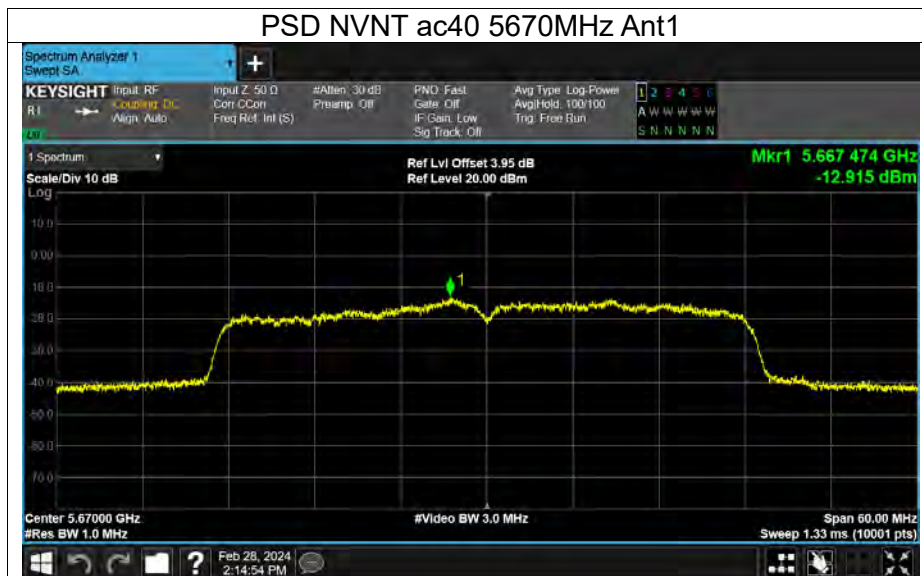 PSD NVNT ac40 5670MHz Ant1
Spectrum Analyzer 1
Swept SA
+
KEYSIGHT Input: RF Input Z: 50 Ω #Atten: 30 dB PNO: Fast Avg Type: Log-Power 1 2 3 4 5 6
Coupling: DC Corr CCorr Preamp: Off Gate: Off Avg|Hold: 100/100 A W W W W W
Align: Auto Freq Ref: Int (S) IF Gain: Low Trig: Free Run
Sig Track: Off S N N N N N
1 Spectrum Ref Lvl Offset 3.95 dB Mkr1 5.667 474 GHz
Scale/Div 10 dB Ref Level 20.00 dBm -12.915 dBm
Log
10.0
0.00
1
-10.0
-20.0
-30.0
-40.0
-50.0
-60.0
-70.0
Center 5.67000 GHz #Video BW 3.0 MHz Span 60.00 MHz
#Res BW 1.0 MHz Sweep 1.33 ms (10001 pts)
? Feb 28, 2024
2:14:54 PM